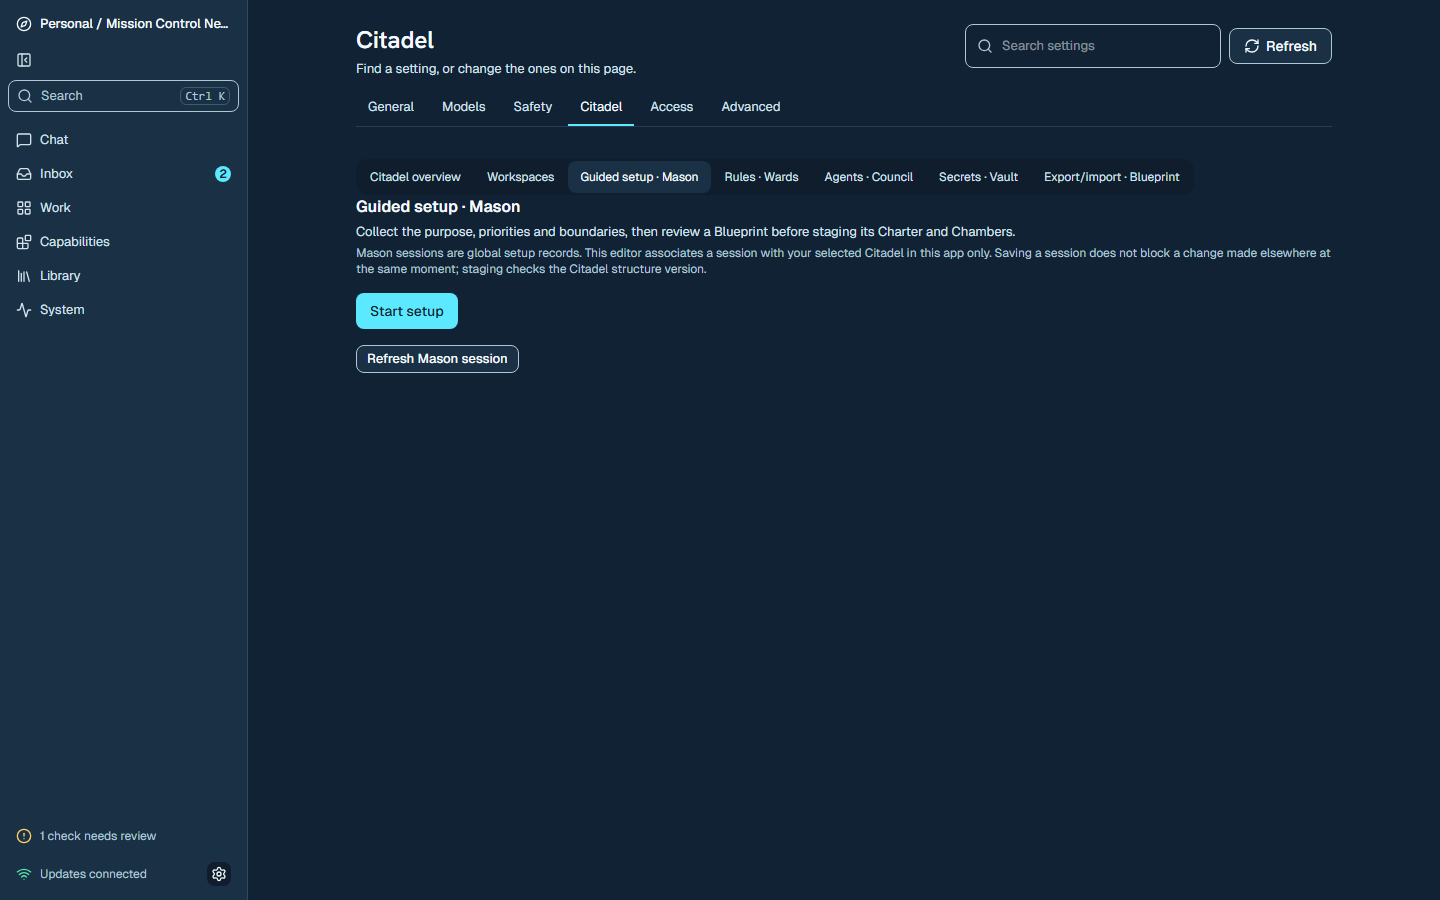 Personal / Mission Control Ne...
Search
Ctrl K
Chat
Inbox
2
Work
Capabilities
Library
System
1 check needs review
Updates connected
Citadel
Find a setting, or change the ones on this page.
Search settings
Refresh
General
Models
Safety
Citadel
Access
Advanced
Citadel overview
Workspaces
Guided setup · Mason
Rules · Wards
Agents · Council
Secrets · Vault
Export/import · Blueprint
Guided setup · Mason
Collect the purpose, priorities and boundaries, then review a Blueprint before staging its Charter and Chambers.
Mason sessions are global setup records. This editor associates a session with your selected Citadel in this app only. Saving a session does not block a change made elsewhere at
the same moment; staging checks the Citadel structure version.
Start setup
Refresh Mason session